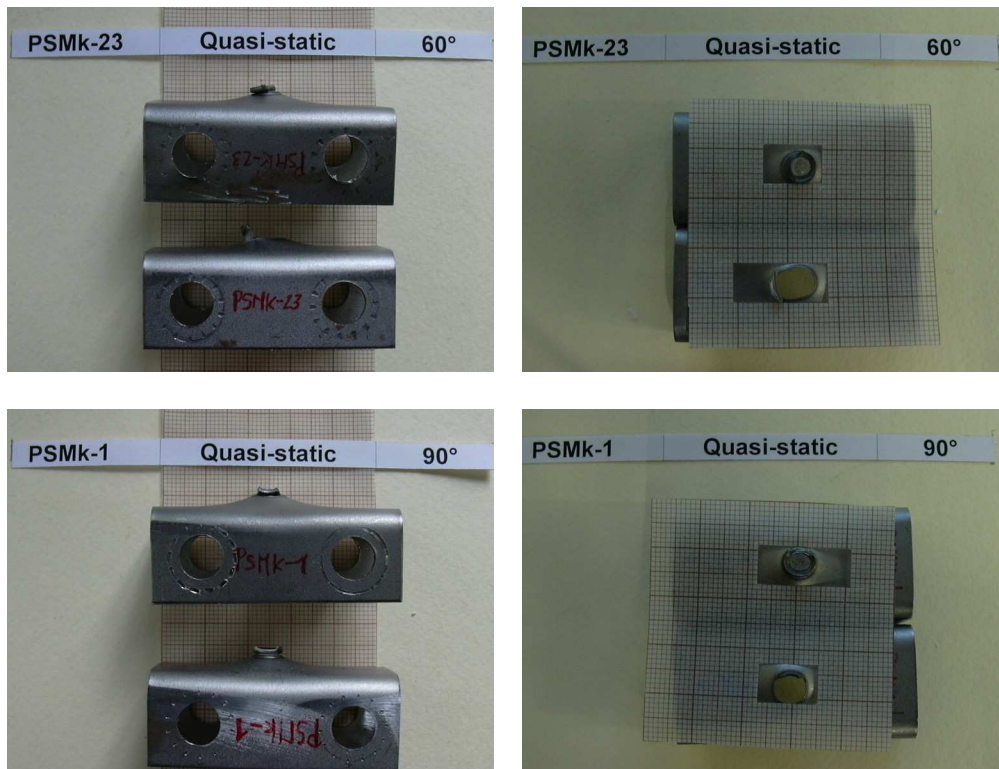 PSMk-23 Quasi-static 60°
PSMk-23
PSMk-23
PSMk-23 Quasi-static 60°
PSMk-1 Quasi-static 90°
PSMk-1
PSMk-1
PSMk-1 Quasi-static 90°